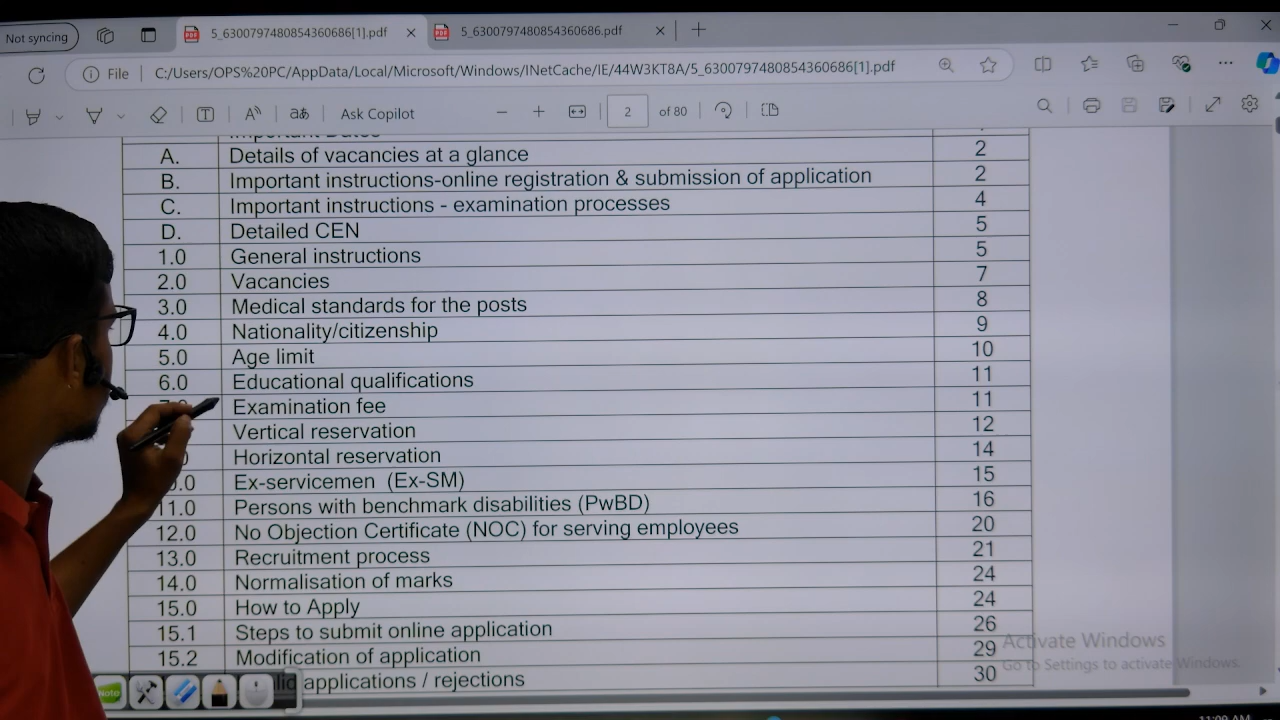 Not syncing
5_6300797480854360686[1].pdf
5_6300797480854360686.pdf
File C:/Users/OPS%20PC/AppData/Local/Microsoft/Windows/INetCache/IE/44W3KT8A/5_6300797480854360686[1].pdf
Ask Copilot 2 of 80
Important Dates
A. Details of vacancies at a glance 2
B. Important instructions-online registration & submission of application 2
C. Important instructions - examination processes 4
D. Detailed CEN 5
1.0 General instructions 5
2.0 Vacancies 7
3.0 Medical standards for the posts 8
4.0 Nationality/citizenship 9
5.0 Age limit 10
6.0 Educational qualifications 11
Examination fee 11
Vertical reservation 12
Horizontal reservation 14
Ex-servicemen (Ex-SM) 15
11.0 Persons with benchmark disabilities (PwBD) 16
12.0 No Objection Certificate (NOC) for serving employees 20
13.0 Recruitment process 21
14.0 Normalisation of marks 24
15.0 How to Apply 24
15.1 Steps to submit online application 26
15.2 Modification of application 29
applications / rejections 30
Activate Windows
Go to Settings to activate Windows.
Note